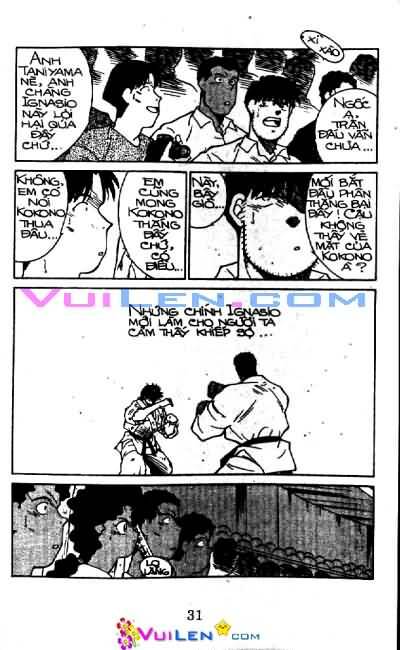 XÌ
XÀO
ANH
TANIYAMA
NÈ, ANH
CHÀNG
IGNASIO
NÀY LỢI
HẠI GIỮA
ĐẤY
CHỨ...
NGỐC
Ạ,
TRẬN
ĐẤU VẪN
CHƯA...
KHÔNG,
EM CÓ
NÓI
KOKONO
THUA
ĐÂU...
EM
CŨNG
MONG
KOKONO
THẮNG
ĐẤY
CHỨ,
CÓ
ĐIỀU...
NÀY,
BÂY
GIỜ...
MỚI BẮT
ĐẦU PHÂN
THẮNG BẠI
ĐÂY! CẬU
KHÔNG
THẤY VẺ
MẶT CỦA
KOKONO
À?
VUILEN.COM
NHƯNG CHÍNH IGNASIO
MỚI LÀM CHO NGƯỜI TA
CẢM THẤY KHIẾP SỢ...
LO
LẮNG
31
VUILEN.COM